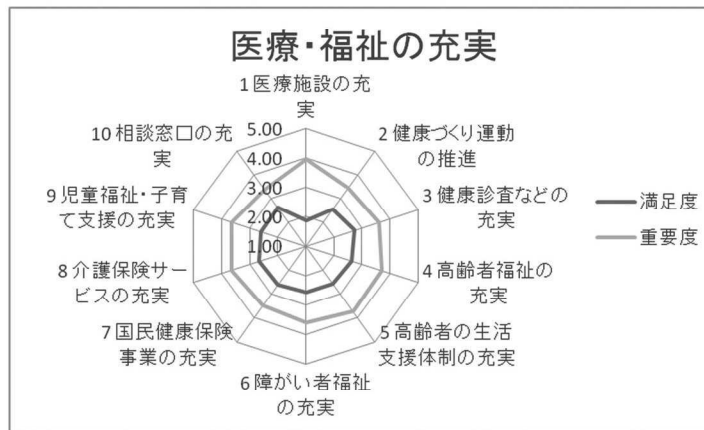 医療・福祉の充実
1 医療施設の充
実
2 健康づくり運動
の推進
3 健康診査などの
充実
4 高齢者福祉の
充実
5 高齢者の生活
支援体制の充実
6 障がい者福祉
の充実
7 国民健康保険
事業の充実
8 介護保険サー
ビスの充実
9 児童福祉・子育
て支援の充実
10 相談窓口の充
実
5.00
4.00
3.00
2.00
1.00
満足度
重要度